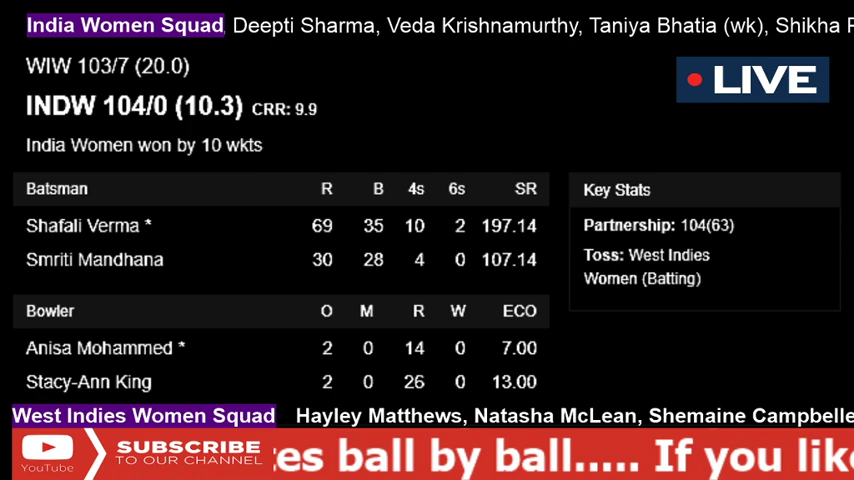 India Women Squad, Deepti Sharma, Veda Krishnamurthy, Taniya Bhatia (wk), Shikha
WIW 103/7 (20.0)
LIVE
INDW 104/0 (10.3) CRR: 9.9
India Women won by 10 wkts
Batsman R B 4s 6s SR
Shafali Verma * 69 35 10 2 197.14
Smriti Mandhana 30 28 4 0 107.14
Key Stats
Partnership: 104(63)
Toss: West Indies
Women (Batting)
Bowler O M R W ECO
Anisa Mohammed * 2 0 14 0 7.00
Stacy-Ann King 2 0 26 0 13.00
West Indies Women Squad Hayley Matthews, Natasha McLean, Shemaine Campbelle
YouTube
SUBSCRIBE
TO OUR CHANNEL
es ball by ball..... If you like